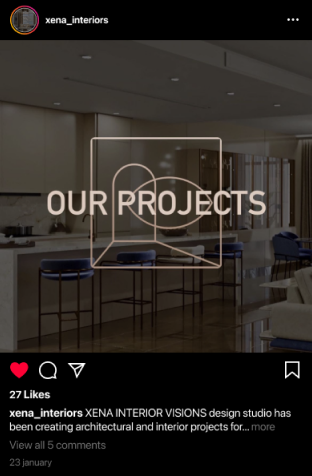 xena_interiors
OUR PROJECTS
27 Likes
xena_interiors XENA INTERIOR VISIONS design studio has
been creating architectural and interior projects for... more
View all 5 comments
23 january